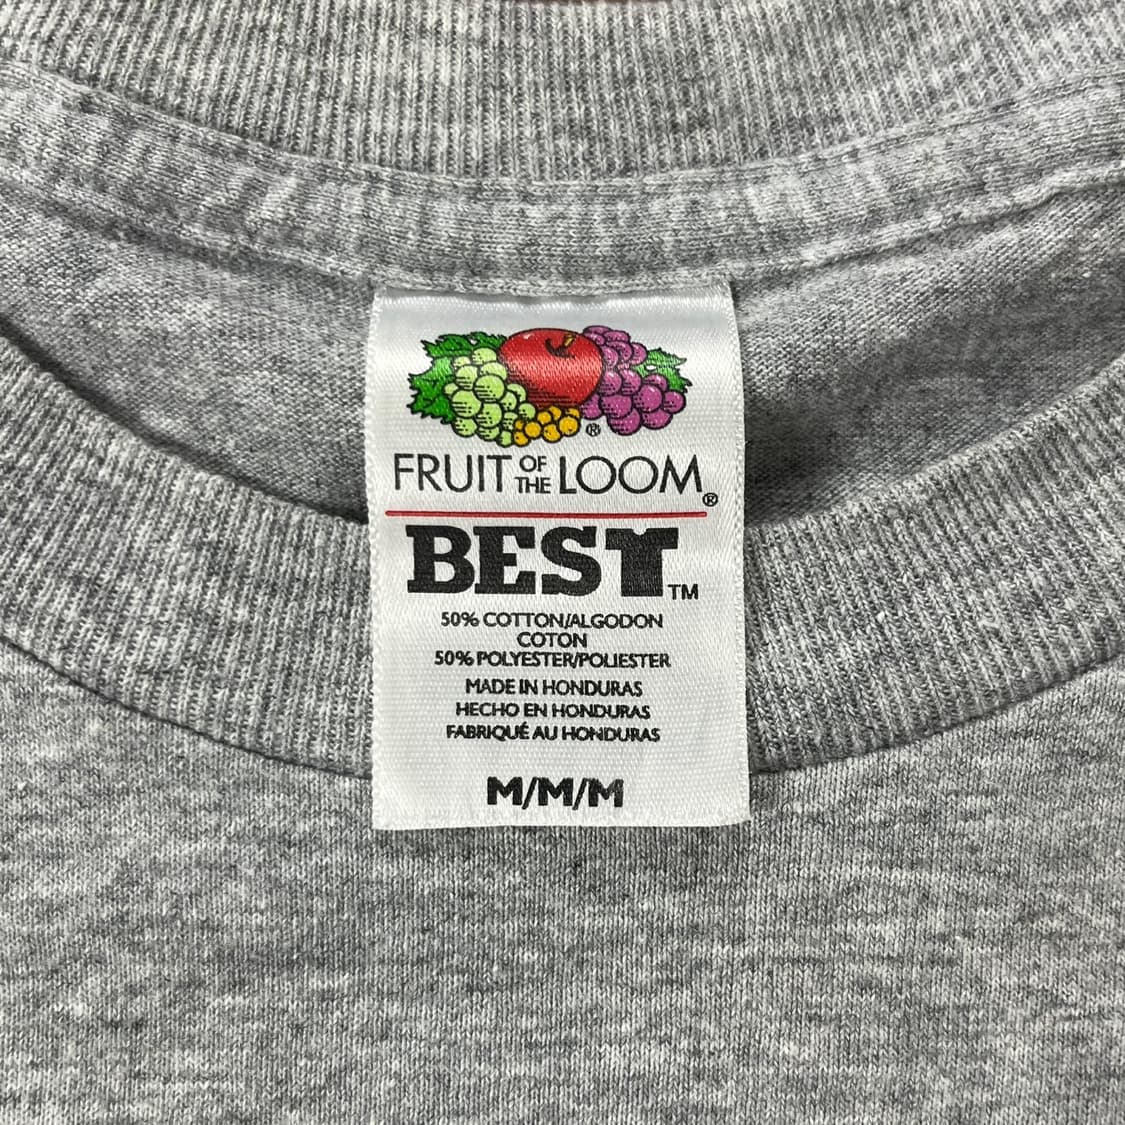 ®
FRUIT OF THE LOOM®
BEST™
50% COTTON/ALGODON
COTON
50% POLYESTER/POLIESTER
MADE IN HONDURAS
HECHO EN HONDURAS
FABRIQUÉ AU HONDURAS
M/M/M